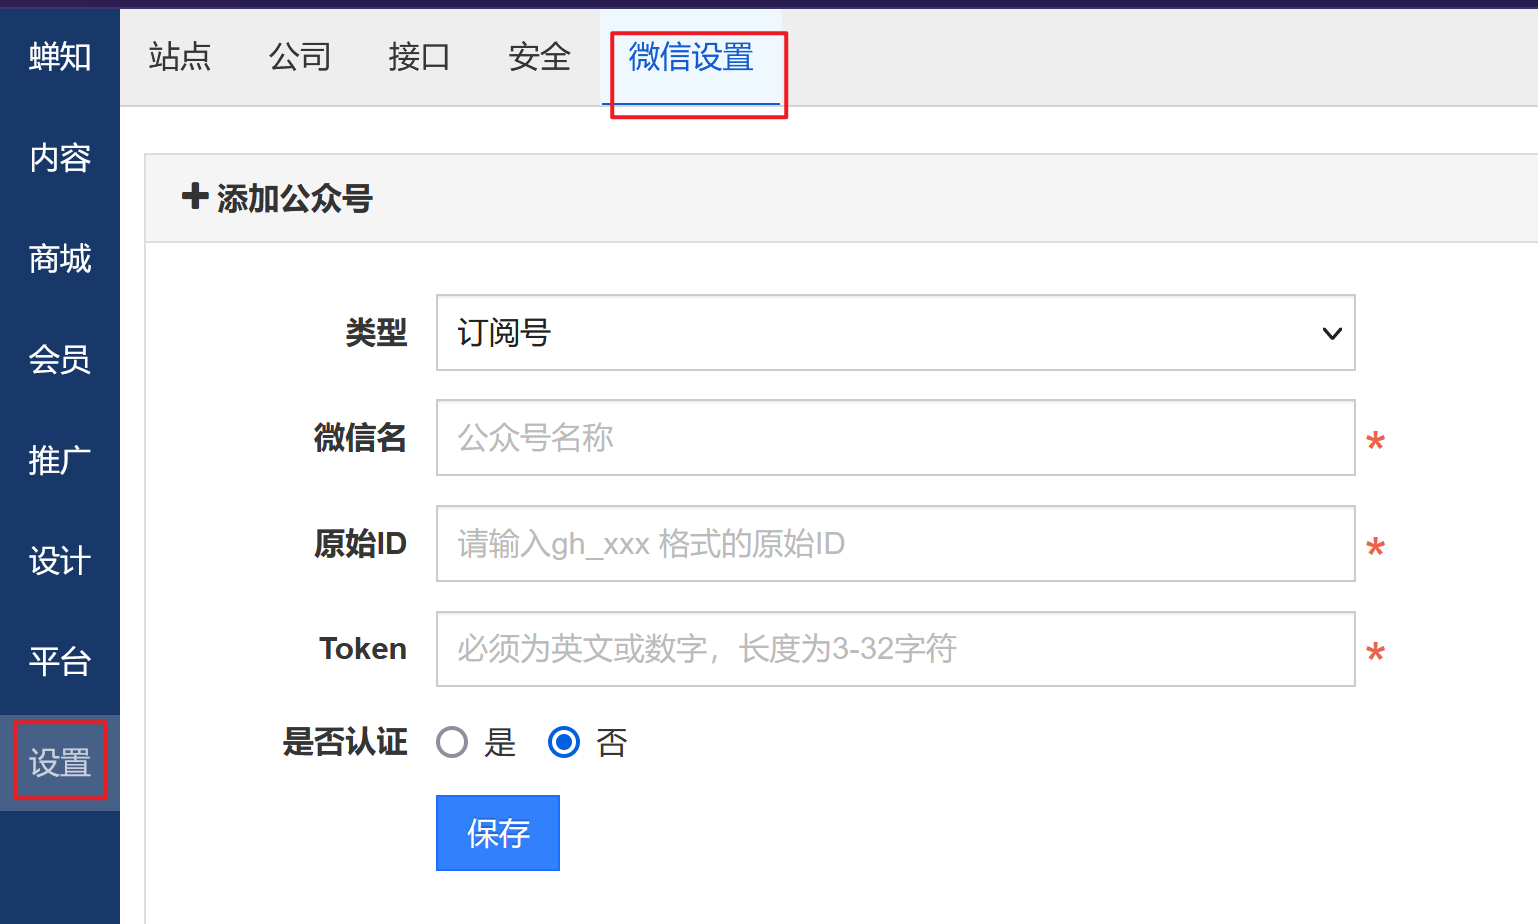 蝉知
站点 公司 接口 安全 微信设置
内容
商城
会员
推广
设计
平台
设置
添加公众号
类型 订阅号
微信名 公众号名称 *
原始ID 请输入gh_xxx 格式的原始ID *
Token 必须为英文或数字，长度为3-32字符 *
是否认证 是 否
保存